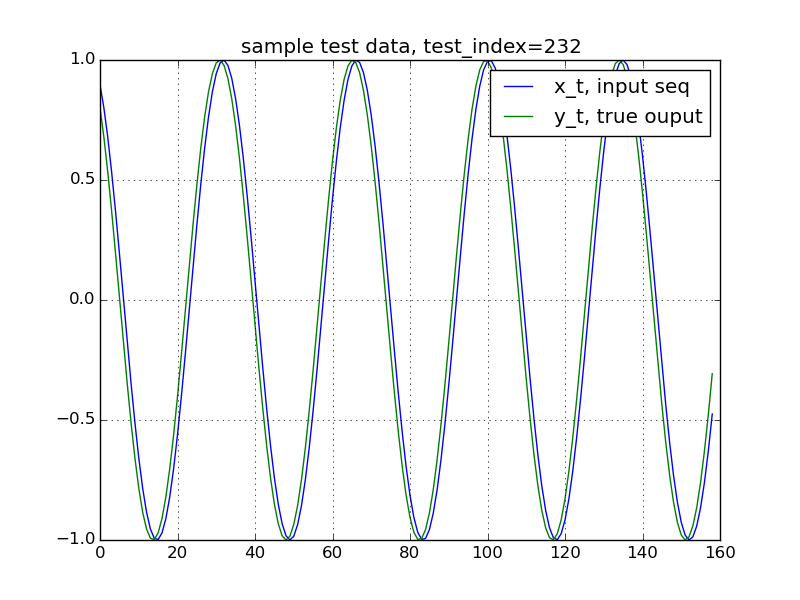 sample test data, test_index=232
x_t, input seq
y_t, true ouput
1.0
0.5
0.0
−0.5
−1.0
0 20 40 60 80 100 120 140 160